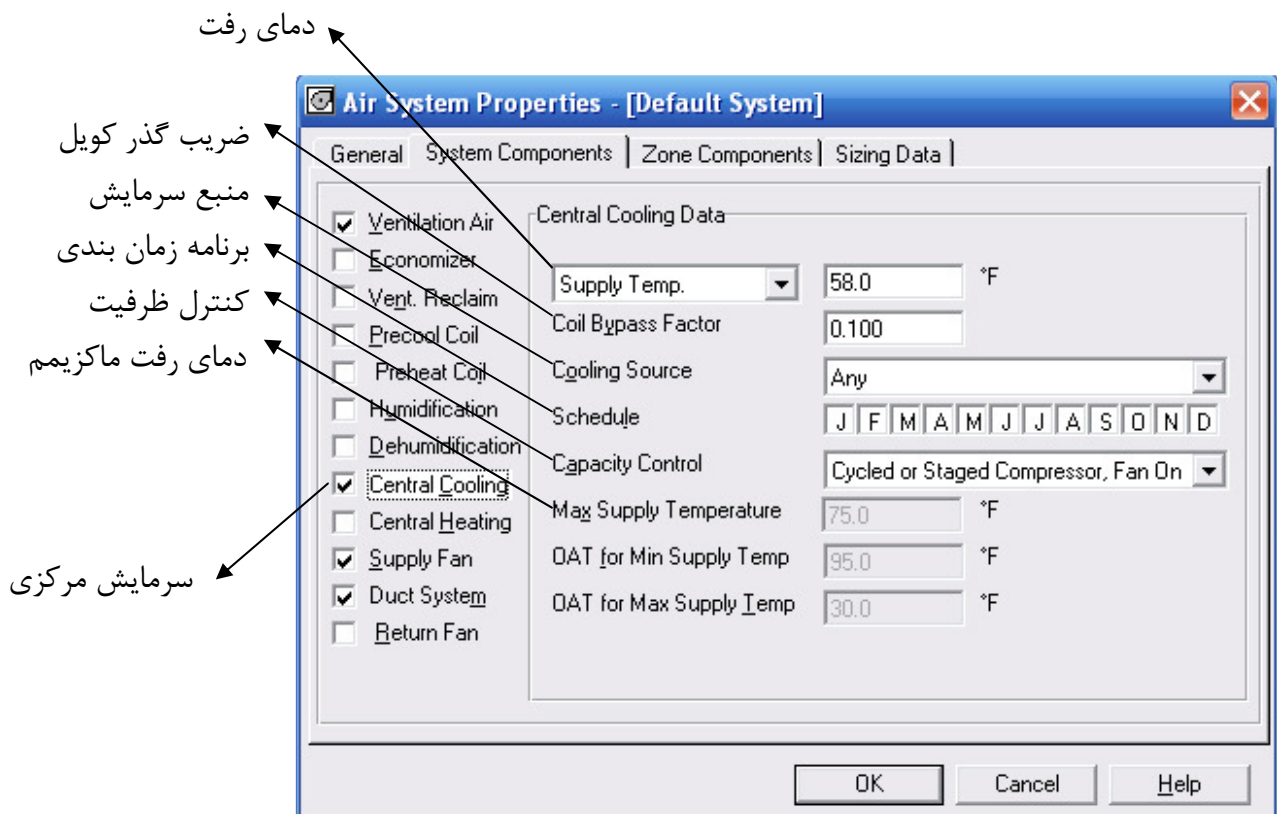 دمای رفت
Air System Properties - [Default System]
General System Components Zone Components Sizing Data
ضریب گذر کویل
منبع سرمایش
برنامه زمان بندی
کنترل ظرفیت
دمای رفت ماکزیمم
سرمایش مرکزی
Ventilation Air
Economizer
Vent. Reclaim
Precool Coil
Preheat Coil
Humidification
Dehumidification
Central Cooling
Central Heating
Supply Fan
Duct System
Return Fan
Central Cooling Data
Supply Temp. 58.0 °F
Coil Bypass Factor 0.100
Cooling Source Any
Schedule J F M A M J J A S O N D
Capacity Control Cycled or Staged Compressor, Fan On
Max Supply Temperature 75.0 °F
OAT for Min Supply Temp 95.0 °F
OAT for Max Supply Temp 30.0 °F
OK Cancel Help